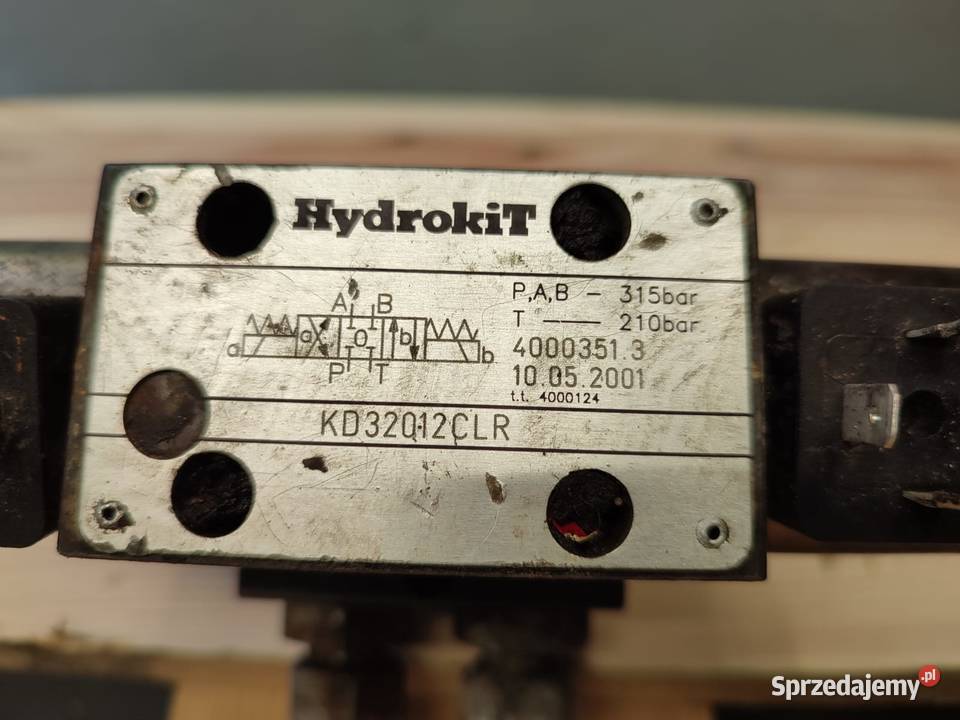 HydrokiT
A B
a a 0 b b
P T
P,A,B - 315bar
T — 210bar
4000351.3
10.05.2001
t.t. 4000124
KD32012CLR
Sprzedajemy.pl